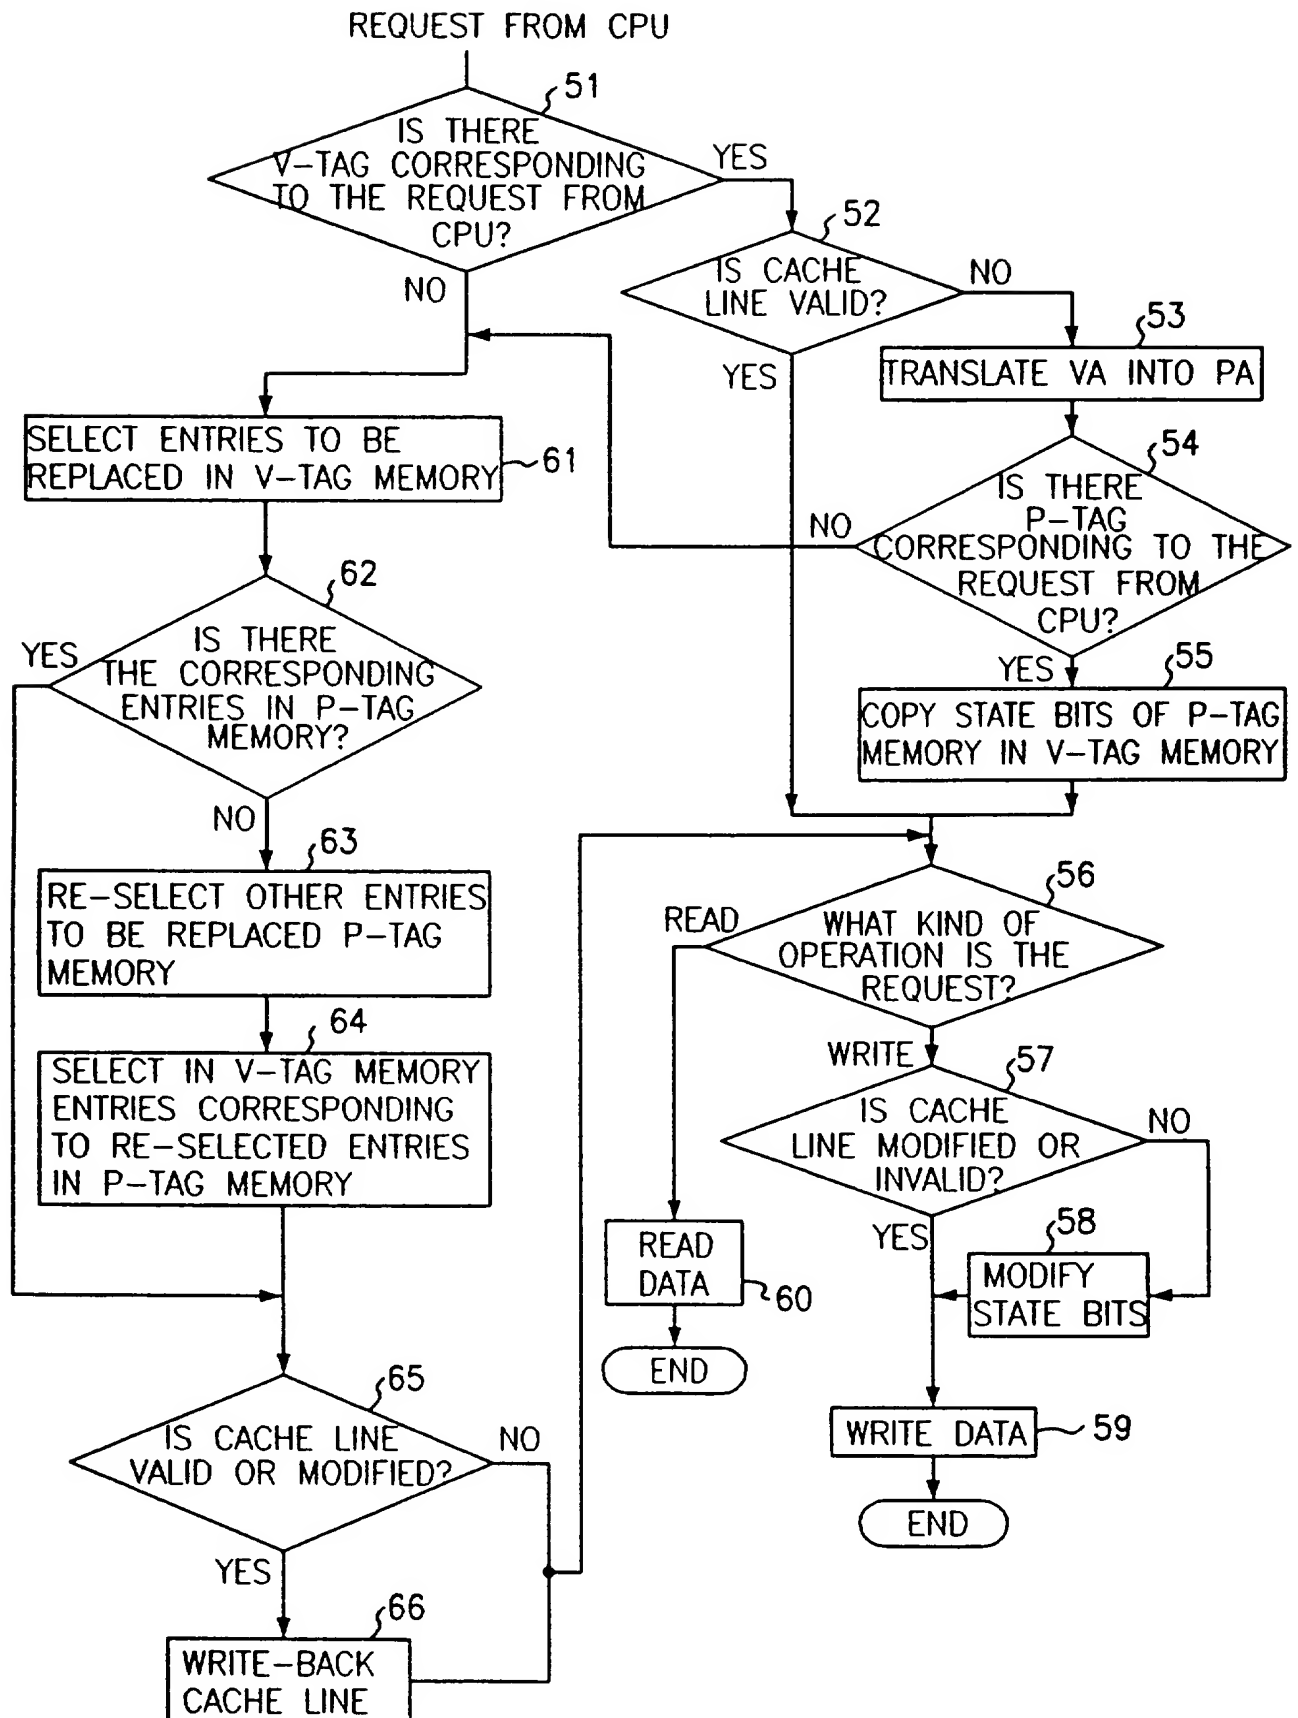 REQUEST FROM CPU
51
IS THERE
V-TAG CORRESPONDING
TO THE REQUEST FROM
CPU?
YES
NO
52
IS CACHE
LINE VALID?
NO
YES
53
TRANSLATE VA INTO PA
54
IS THERE
P-TAG
CORRESPONDING TO THE
REQUEST FROM
CPU?
NO
YES
55
COPY STATE BITS OF P-TAG
MEMORY IN V-TAG MEMORY
SELECT ENTRIES TO BE
REPLACED IN V-TAG MEMORY
61
62
IS THERE
THE CORRESPONDING
ENTRIES IN P-TAG
MEMORY?
YES
NO
63
RE-SELECT OTHER ENTRIES
TO BE REPLACED P-TAG
MEMORY
64
SELECT IN V-TAG MEMORY
ENTRIES CORRESPONDING
TO RE-SELECTED ENTRIES
IN P-TAG MEMORY
56
READ
WHAT KIND OF
OPERATION IS THE
REQUEST?
WRITE
57
IS CACHE
LINE MODIFIED OR
INVALID?
NO
YES
58
MODIFY
STATE BITS
READ
DATA
60
END
WRITE DATA
59
END
65
IS CACHE LINE
VALID OR MODIFIED?
NO
YES
66
WRITE-BACK
CACHE LINE